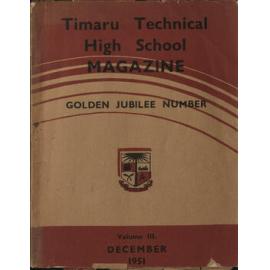 Timaru Technical
High School
MAGAZINE
GOLDEN JUBILEE NUMBER
Volume III.
DECEMBER
1951